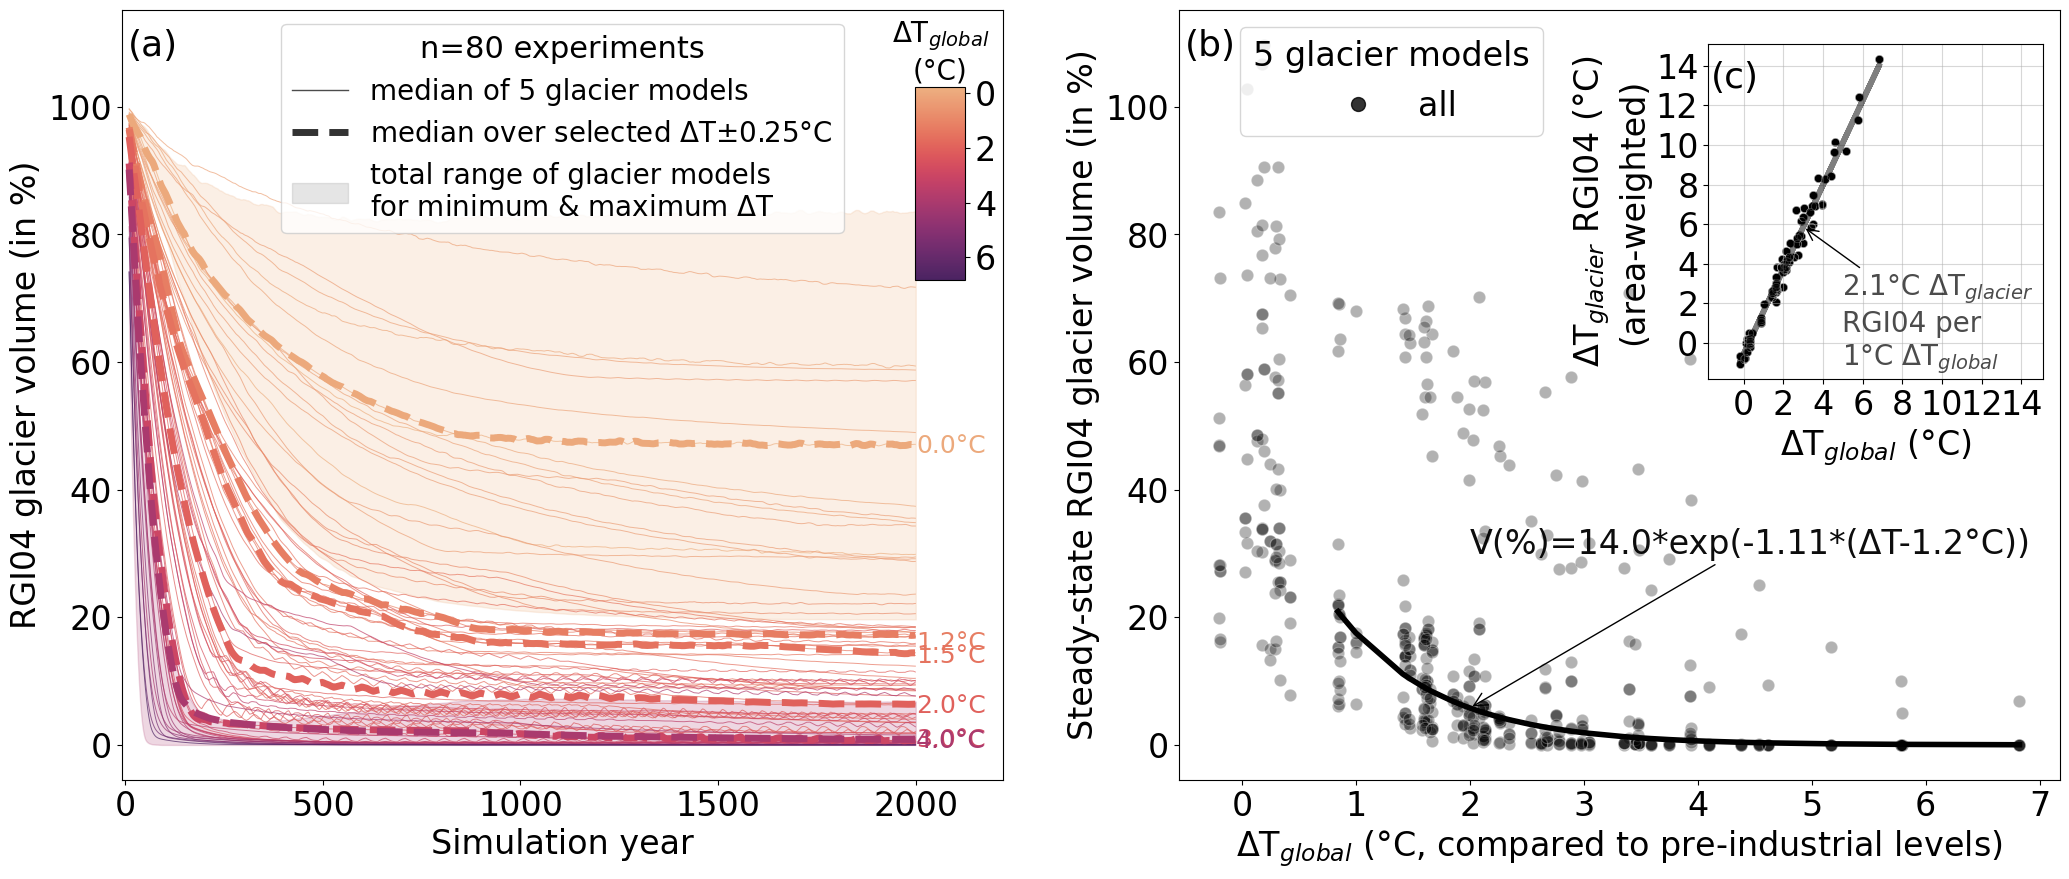 (a)
n=80 experiments
median of 5 glacier models
median over selected ΔT±0.25°C
total range of glacier models
for minimum & maximum ΔT
ΔTglobal
(°C)
0
2
4
6
RGI04 glacier volume (in %)
100
80
60
40
20
0
0.0°C
1.2°C
1.5°C
2.0°C
4.0°C
0
500
1000
1500
2000
Simulation year
(b)
5 glacier models
all
Steady-state RGI04 glacier volume (in %)
100
80
60
40
20
0
V(%)=14.0*exp(-1.11*(ΔT-1.2°C))
0
1
2
3
4
5
6
7
ΔTglobal (°C, compared to pre-industrial levels)
(c)
ΔTglacier RGI04 (°C)
(area-weighted)
14
12
10
8
6
4
2
0
2.1°C ΔTglacier
RGI04 per
1°C ΔTglobal
0
2
4
6
8
10
12
14
ΔTglobal (°C)